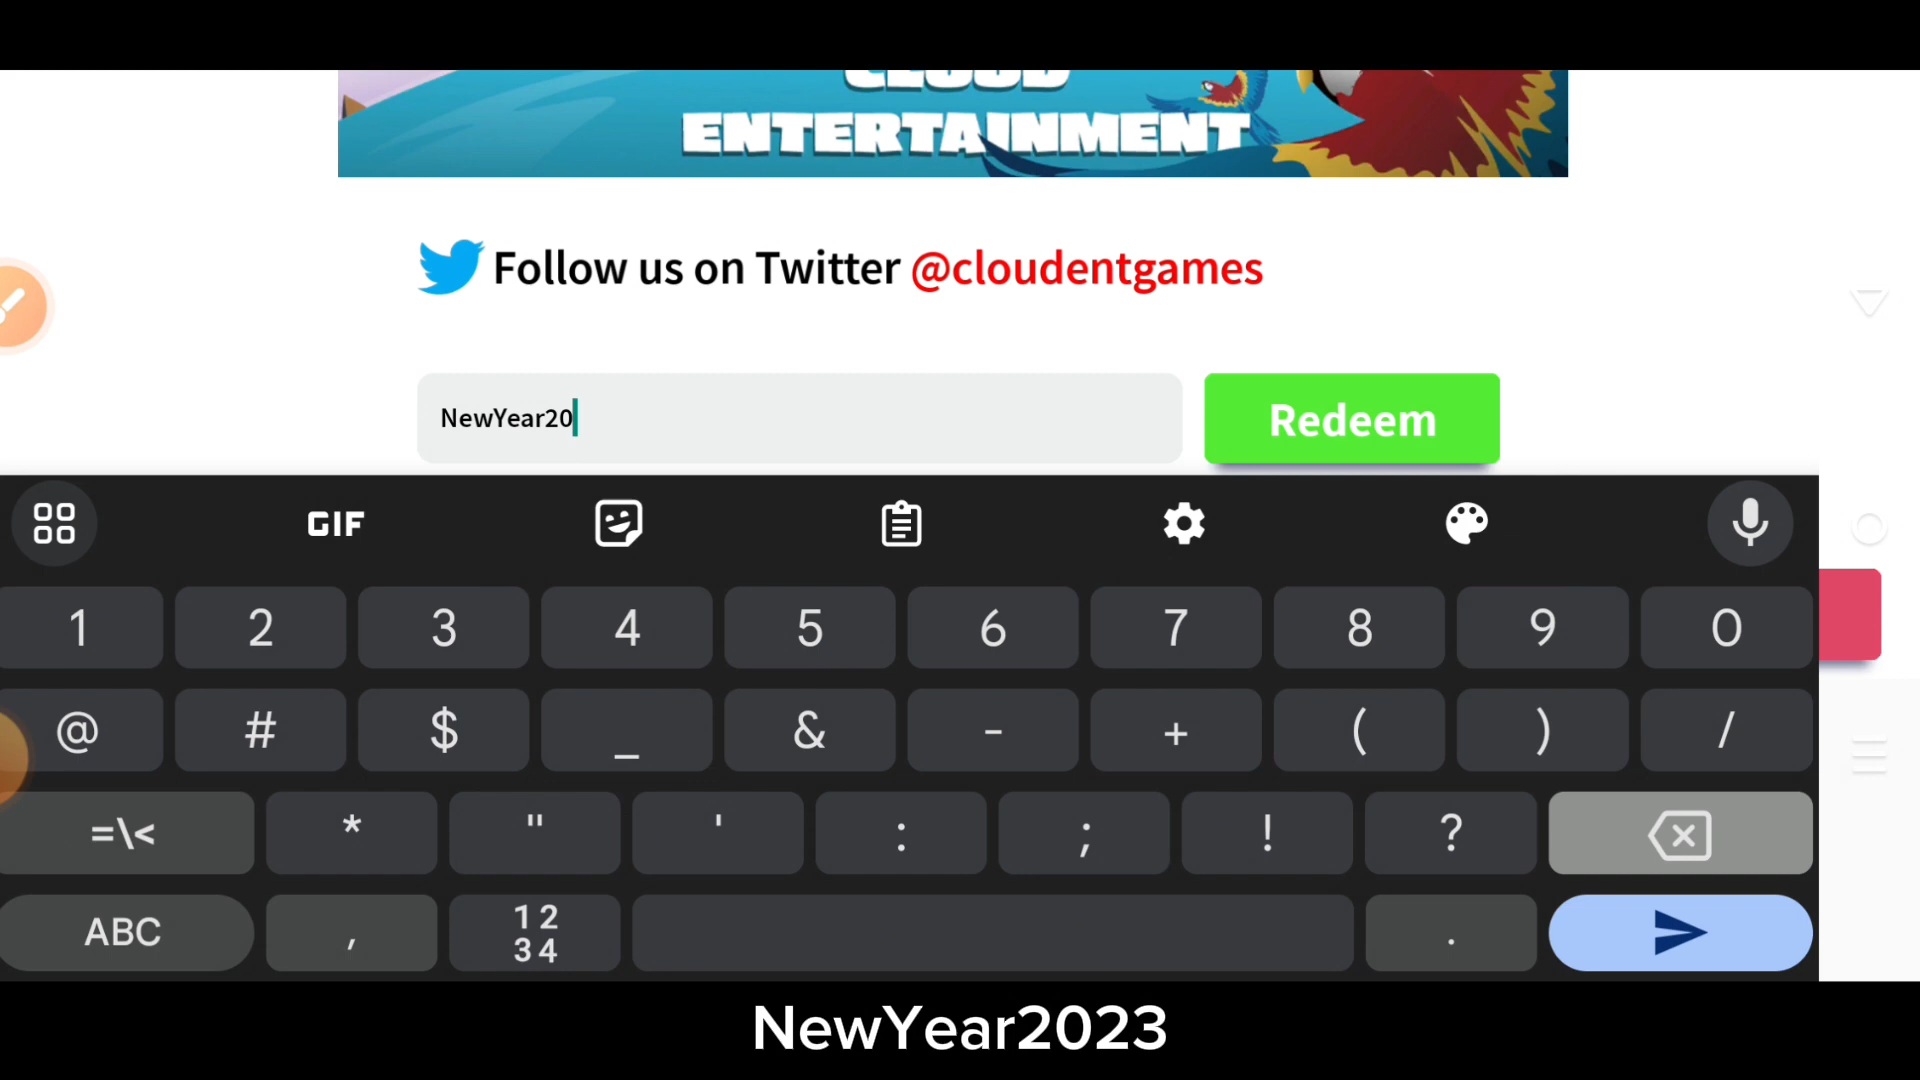 CLOUD
ENTERTAINMENT
Follow us on Twitter @cloudentgames
NewYear20
Redeem
GIF
1 2 3 4 5 6 7 8 9 0
@ # $ _ & - + ( ) /
=\< * " ' : ; ! ?
ABC , 12 .
34
NewYear2023